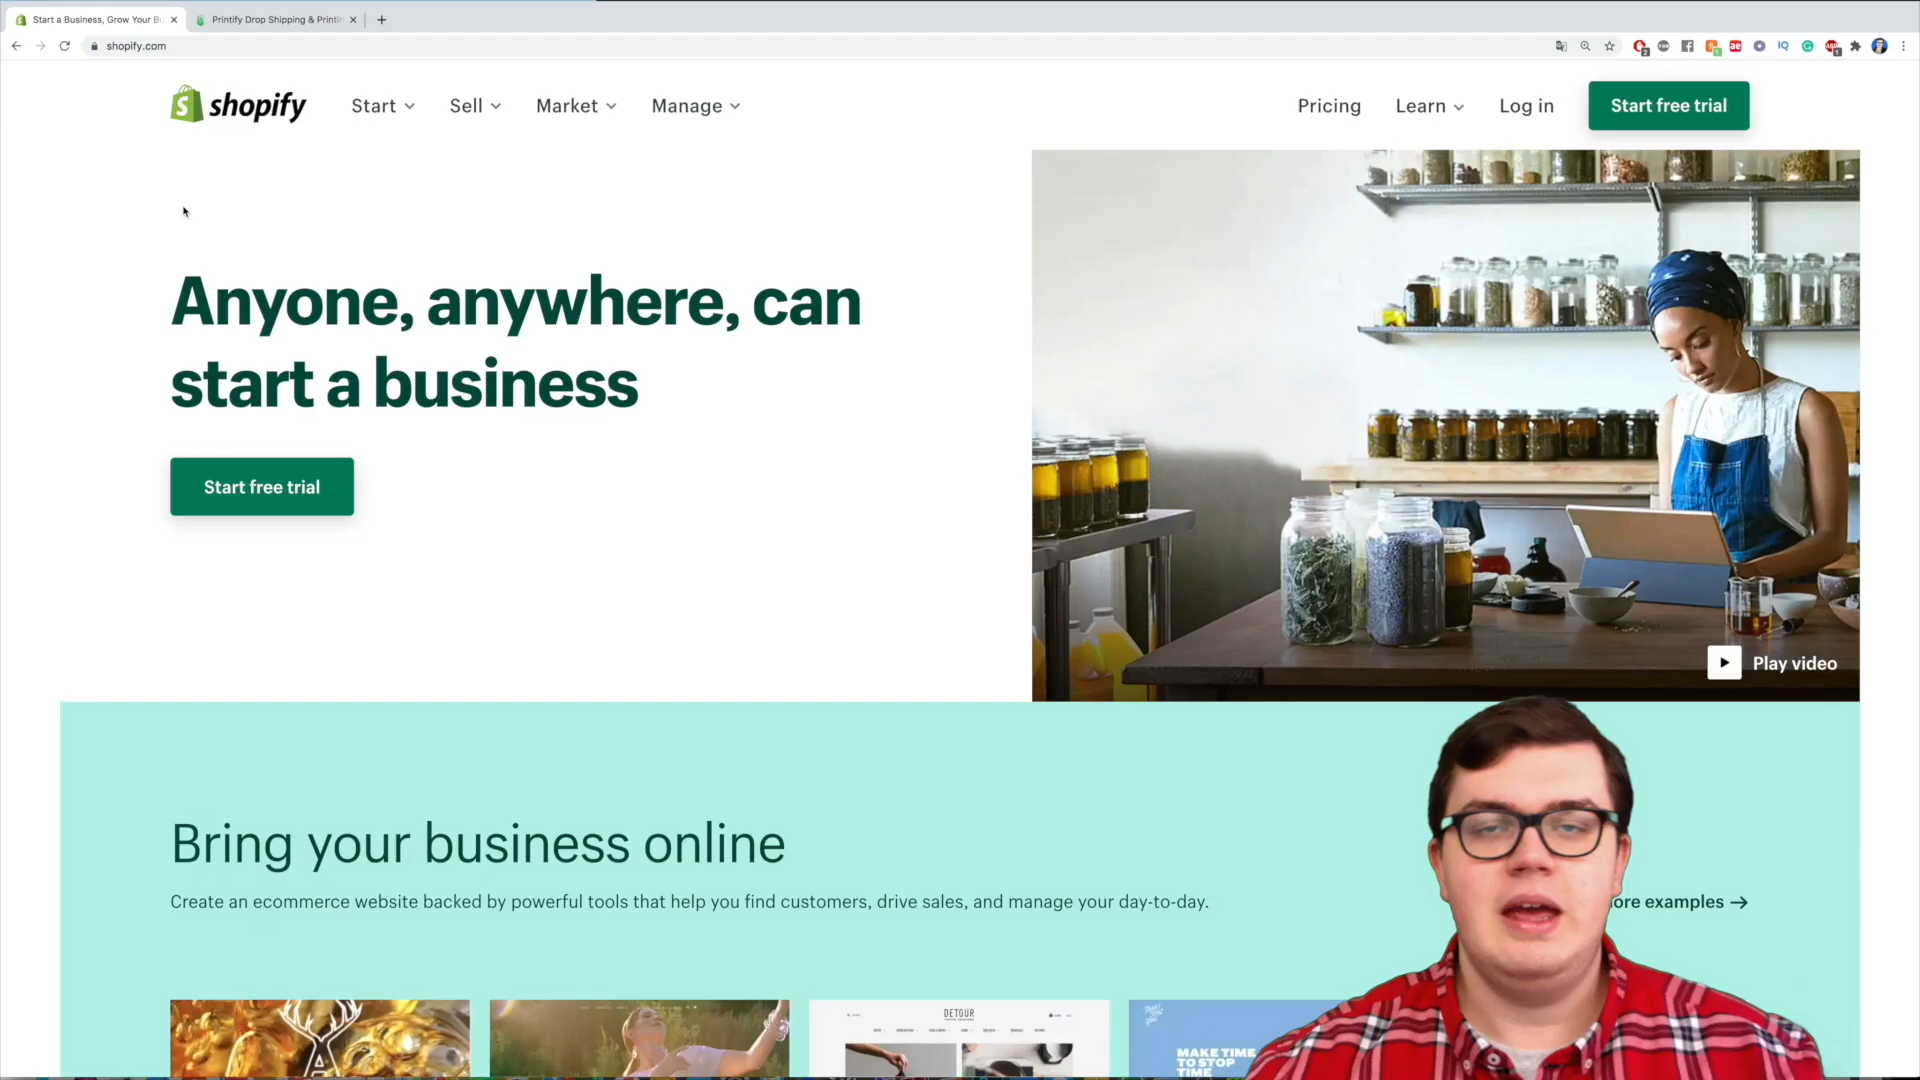 Start a Business, Grow Your Bu
Printify Drop Shipping & Printin
shopify.com
shopify
Start
Sell
Market
Manage
Pricing
Learn
Log in
Start free trial
Anyone, anywhere, can
start a business
Start free trial
Play video
Bring your business online
Create an ecommerce website backed by powerful tools that help you find customers, drive sales, and manage your day-to-day.
ore examples
DETOUR
MAKE TIME
TO STOP
TIME